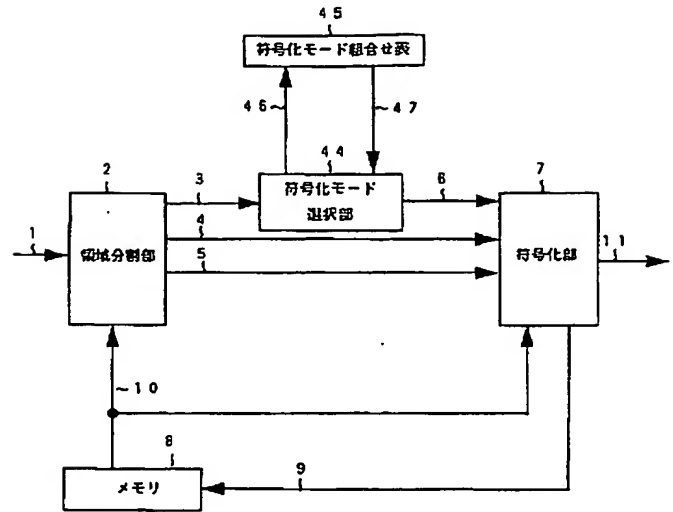 ４５
符号化モード組合せ表
４６
４７
４４
２
３
符号化モード
選択部
６
７
４
１
領域分割部
５
符号化部
１１
１０
８
メモリ
９